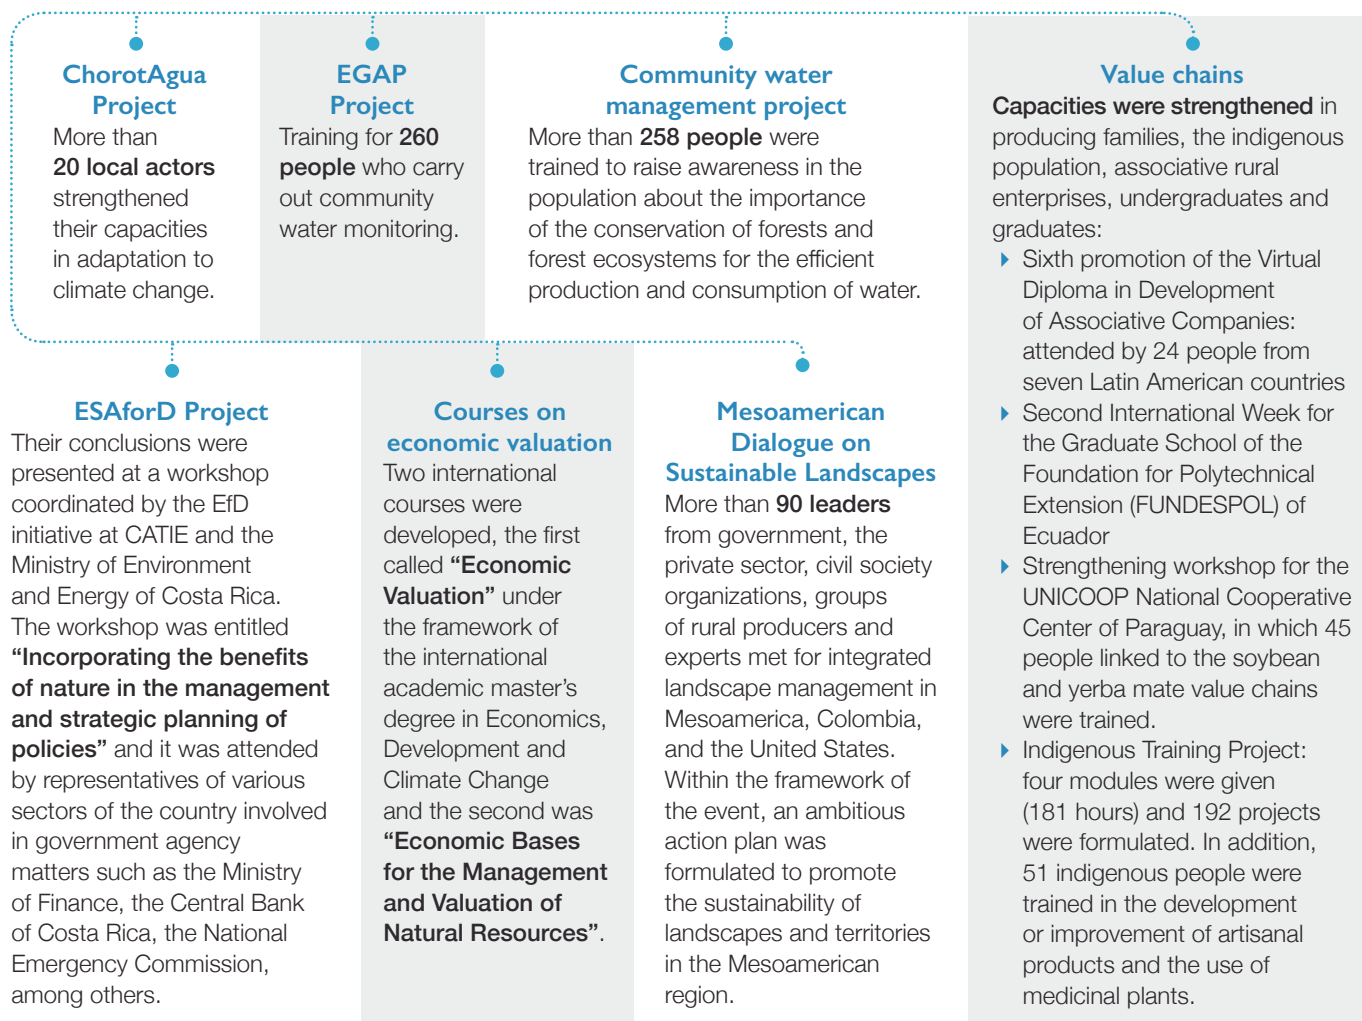 ChorotAgua
Project
More than
20 local actors
strengthened
their capacities
in adaptation to
climate change.
EGAP
Project
Training for 260
people who carry
out community
water monitoring.
Community water
management project
More than 258 people were
trained to raise awareness in the
population about the importance
of the conservation of forests and
forest ecosystems for the efficient
production and consumption of water.
Value chains
Capacities were strengthened in
producing families, the indigenous
population, associative rural
enterprises, undergraduates and
graduates:
Sixth promotion of the Virtual
Diploma in Development
of Associative Companies:
attended by 24 people from
seven Latin American countries
Second International Week for
the Graduate School of the
Foundation for Polytechnical
Extension (FUNDESPOL) of
Ecuador
Strengthening workshop for the
UNICOOP National Cooperative
Center of Paraguay, in which 45
people linked to the soybean
and yerba mate value chains
were trained.
Indigenous Training Project:
four modules were given
(181 hours) and 192 projects
were formulated. In addition,
51 indigenous people were
trained in the development
or improvement of artisanal
products and the use of
medicinal plants.
ESAforD Project
Their conclusions were
presented at a workshop
coordinated by the EfD
initiative at CATIE and the
Ministry of Environment
and Energy of Costa Rica.
The workshop was entitled
“Incorporating the benefits
of nature in the management
and strategic planning of
policies” and it was attended
by representatives of various
sectors of the country involved
in government agency
matters such as the Ministry
of Finance, the Central Bank
of Costa Rica, the National
Emergency Commission,
among others.
Courses on
economic valuation
Two international
courses were
developed, the first
called “Economic
Valuation” under
the framework of
the international
academic master’s
degree in Economics,
Development and
Climate Change
and the second was
“Economic Bases
for the Management
and Valuation of
Natural Resources”.
Mesoamerican
Dialogue on
Sustainable Landscapes
More than 90 leaders
from government, the
private sector, civil society
organizations, groups
of rural producers and
experts met for integrated
landscape management in
Mesoamerica, Colombia,
and the United States.
Within the framework of
the event, an ambitious
action plan was
formulated to promote
the sustainability of
landscapes and territories
in the Mesoamerican
region.